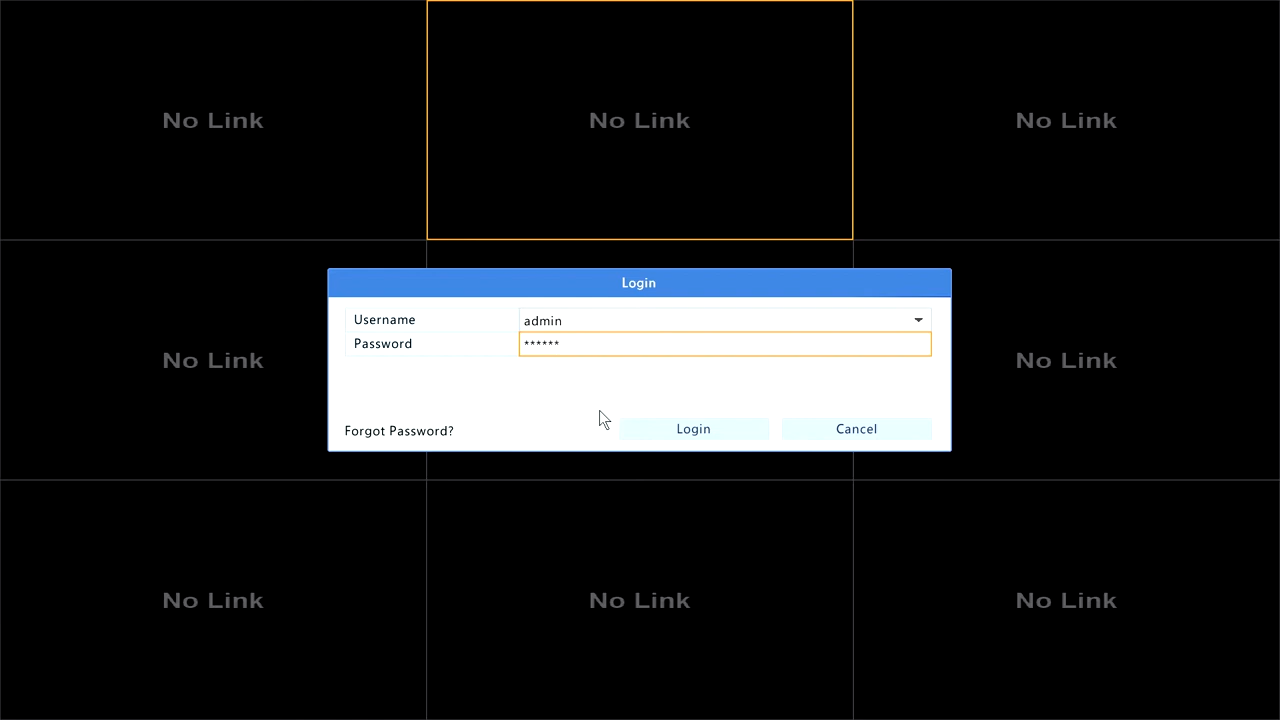 No Link
No Link
No Link
Login
Username
admin
Password
******
No Link
No Link
Forgot Password?
Login
Cancel
No Link
No Link
No Link